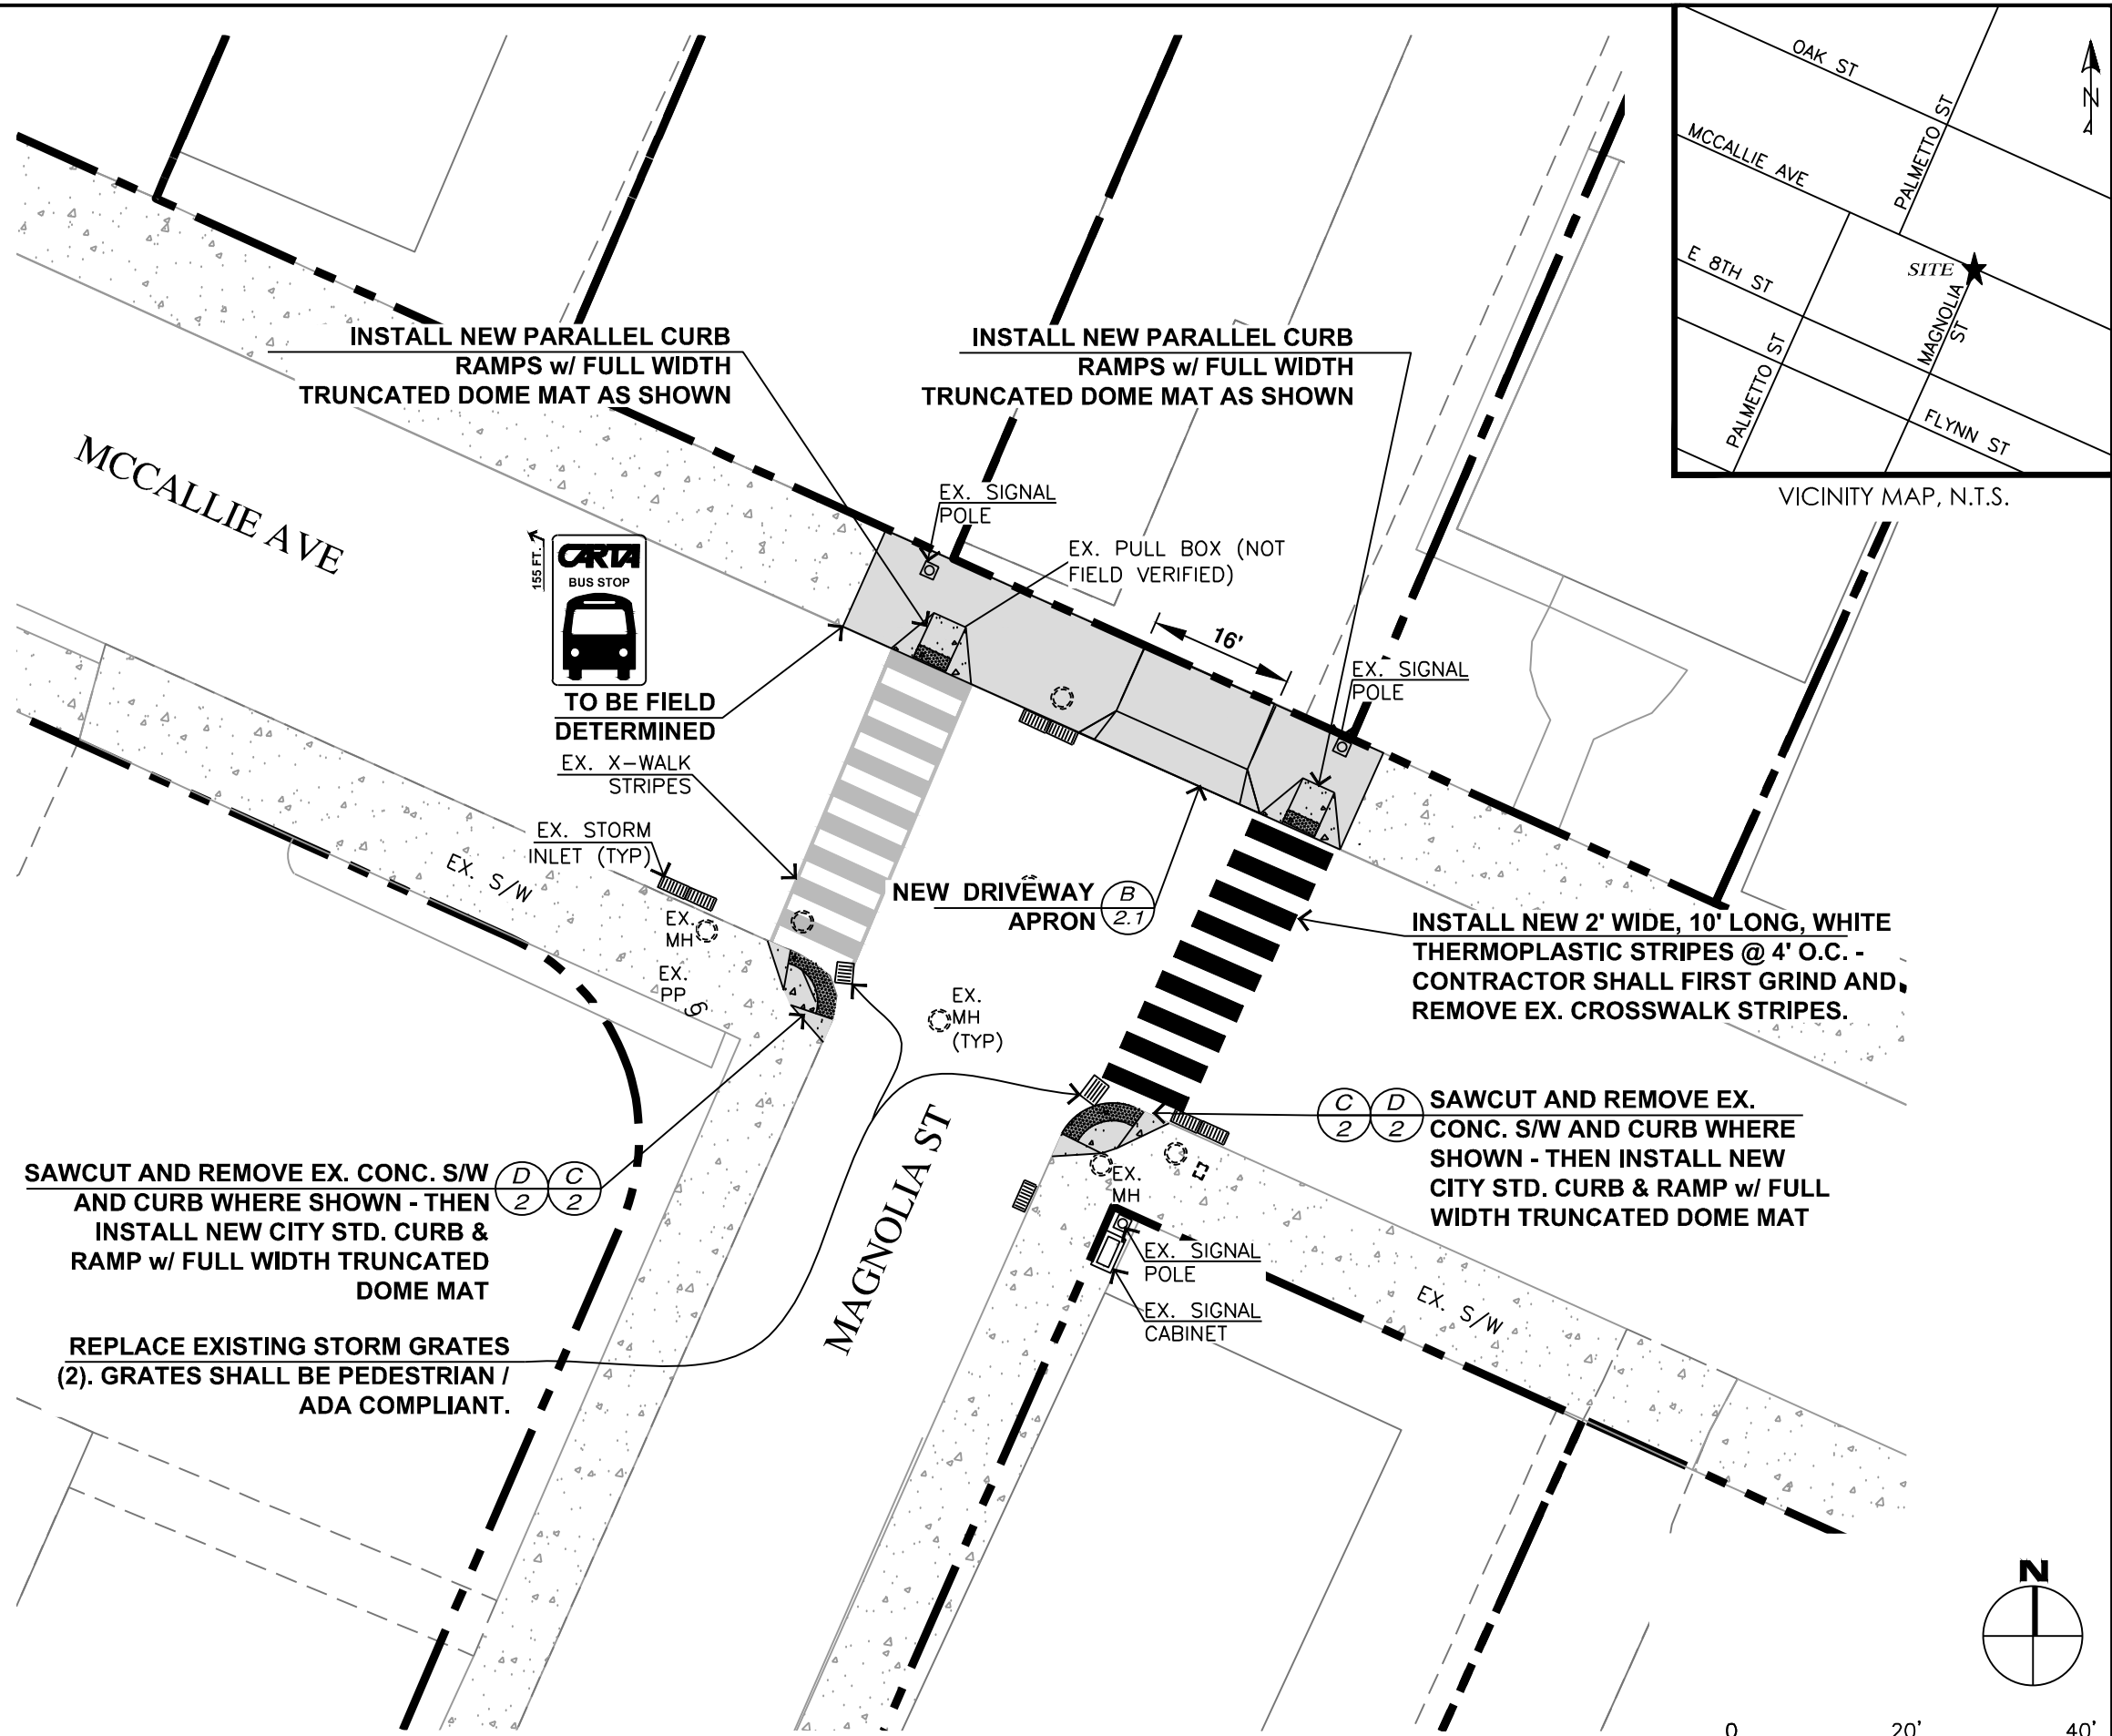 OAK ST
PALMETTO ST
MCCALLIE AVE
N
E 8TH ST
SITE
MAGNOLIA
ST
PALMETTO ST
FLYNN ST
VICINITY MAP, N.T.S.
INSTALL NEW PARALLEL CURB
RAMPS w/ FULL WIDTH
TRUNCATED DOME MAT AS SHOWN
INSTALL NEW PARALLEL CURB
RAMPS w/ FULL WIDTH
TRUNCATED DOME MAT AS SHOWN
MCCALLIE AVE
EX. SIGNAL
POLE
EX. PULL BOX (NOT
FIELD VERIFIED)
155 FT.
CARTA
BUS STOP
16'
EX. SIGNAL
POLE
TO BE FIELD
DETERMINED
EX. X-WALK
STRIPES
EX. STORM
INLET (TYP)
EX. S/W
EX.
MH
EX.
PP
NEW DRIVEWAY
APRON
B
2.1
INSTALL NEW 2' WIDE, 10' LONG, WHITE
THERMOPLASTIC STRIPES @ 4' O.C. -
CONTRACTOR SHALL FIRST GRIND AND
REMOVE EX. CROSSWALK STRIPES.
EX.
MH
(TYP)
C
2
D
2
SAWCUT AND REMOVE EX.
CONC. S/W AND CURB WHERE
SHOWN - THEN INSTALL NEW
CITY STD. CURB & RAMP w/ FULL
WIDTH TRUNCATED DOME MAT
SAWCUT AND REMOVE EX. CONC. S/W
AND CURB WHERE SHOWN - THEN
INSTALL NEW CITY STD. CURB &
RAMP w/ FULL WIDTH TRUNCATED
DOME MAT
D
2
C
2
MAGNOLIA ST
EX.
MH
EX. SIGNAL
POLE
EX. SIGNAL
CABINET
EX. S/W
REPLACE EXISTING STORM GRATES
(2). GRATES SHALL BE PEDESTRIAN /
ADA COMPLIANT.
N
0 20' 40'